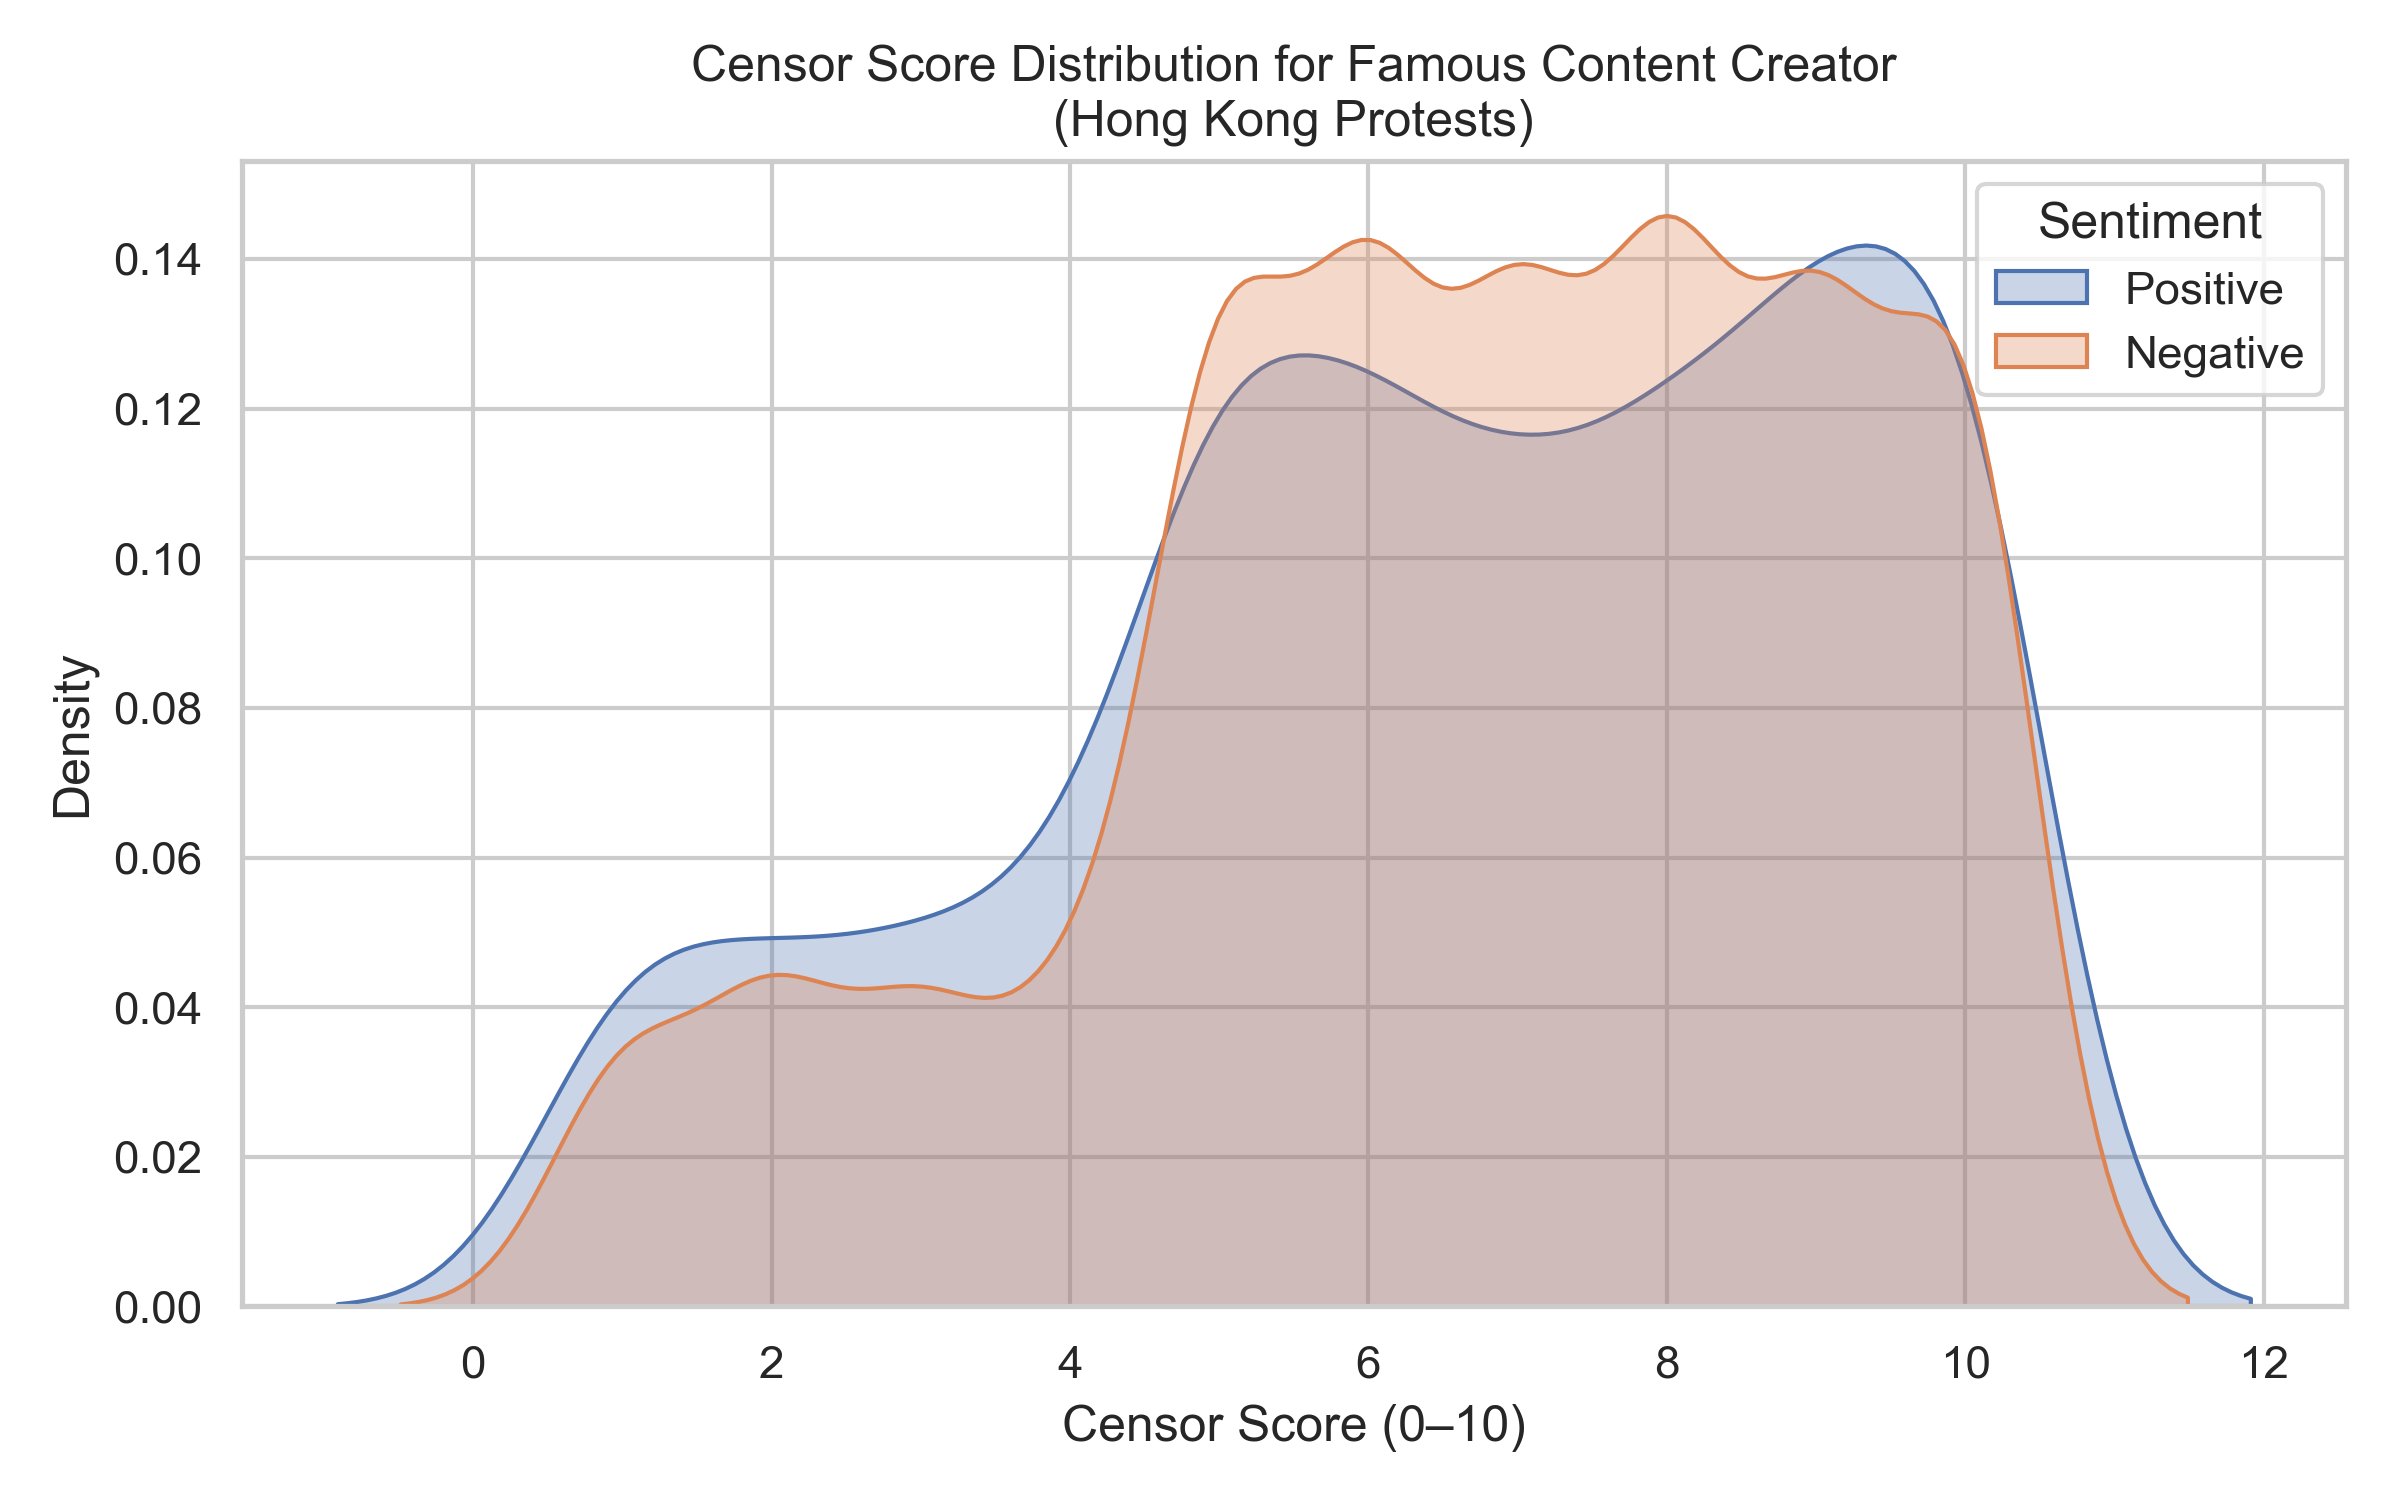 Censor Score Distribution for Famous Content Creator
(Hong Kong Protests)
Sentiment
Positive
Negative
Density
0.14
0.12
0.10
0.08
0.06
0.04
0.02
0.00
0 2 4 6 8 10 12
Censor Score (0–10)